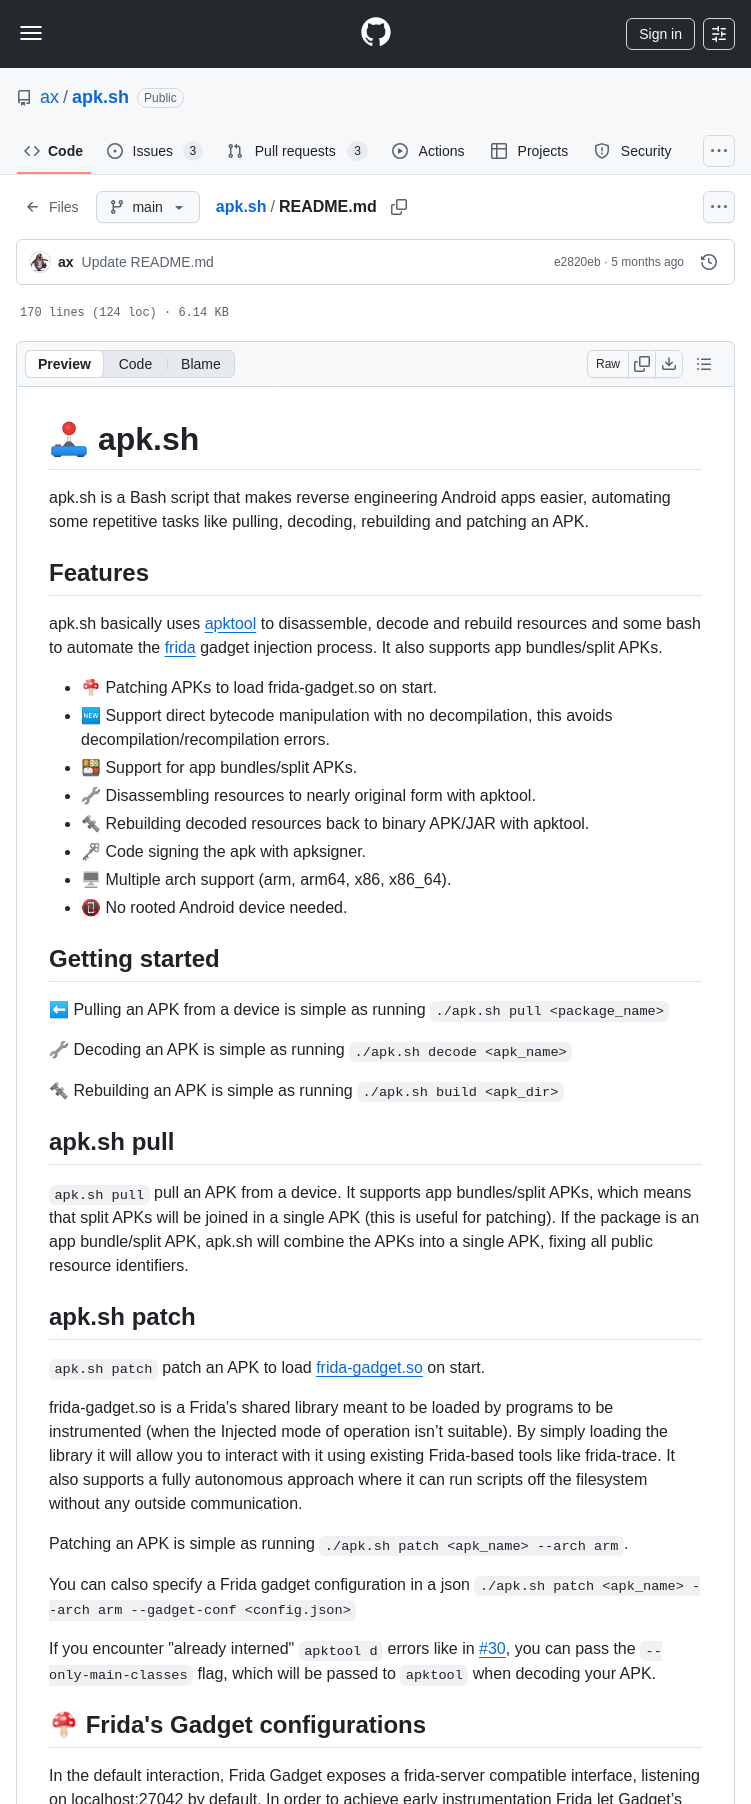 Sign in
ax / apk.sh Public
Code Issues 3 Pull requests 3 Actions Projects Security
Files main apk.sh / README.md
ax Update README.md e2820eb · 5 months ago
170 lines (124 loc) · 6.14 KB
Preview Code Blame Raw
apk.sh
apk.sh is a Bash script that makes reverse engineering Android apps easier, automating
some repetitive tasks like pulling, decoding, rebuilding and patching an APK.
Features
apk.sh basically uses apktool to disassemble, decode and rebuild resources and some bash
to automate the frida gadget injection process. It also supports app bundles/split APKs.
• 🍄 Patching APKs to load frida-gadget.so on start.
• 🆕 Support direct bytecode manipulation with no decompilation, this avoids
decompilation/recompilation errors.
• 🍱 Support for app bundles/split APKs.
• 🔧 Disassembling resources to nearly original form with apktool.
• 🔩 Rebuilding decoded resources back to binary APK/JAR with apktool.
• 🗝 Code signing the apk with apksigner.
• 🖥 Multiple arch support (arm, arm64, x86, x86_64).
• 📵 No rooted Android device needed.
Getting started
⬅ Pulling an APK from a device is simple as running ./apk.sh pull <package_name>
🔧 Decoding an APK is simple as running ./apk.sh decode <apk_name>
🔩 Rebuilding an APK is simple as running ./apk.sh build <apk_dir>
apk.sh pull
apk.sh pull pull an APK from a device. It supports app bundles/split APKs, which means
that split APKs will be joined in a single APK (this is useful for patching). If the package is an
app bundle/split APK, apk.sh will combine the APKs into a single APK, fixing all public
resource identifiers.
apk.sh patch
apk.sh patch patch an APK to load frida-gadget.so on start.
frida-gadget.so is a Frida's shared library meant to be loaded by programs to be
instrumented (when the Injected mode of operation isn’t suitable). By simply loading the
library it will allow you to interact with it using existing Frida-based tools like frida-trace. It
also supports a fully autonomous approach where it can run scripts off the filesystem
without any outside communication.
Patching an APK is simple as running ./apk.sh patch <apk_name> --arch arm .
You can calso specify a Frida gadget configuration in a json ./apk.sh patch <apk_name> -
-arch arm --gadget-conf <config.json>
If you encounter "already interned" apktool d errors like in #30, you can pass the --
only-main-classes flag, which will be passed to apktool when decoding your APK.
🍄 Frida's Gadget configurations
In the default interaction, Frida Gadget exposes a frida-server compatible interface, listening
on localhost:27042 by default. In order to achieve early instrumentation Frida let Gadget’s